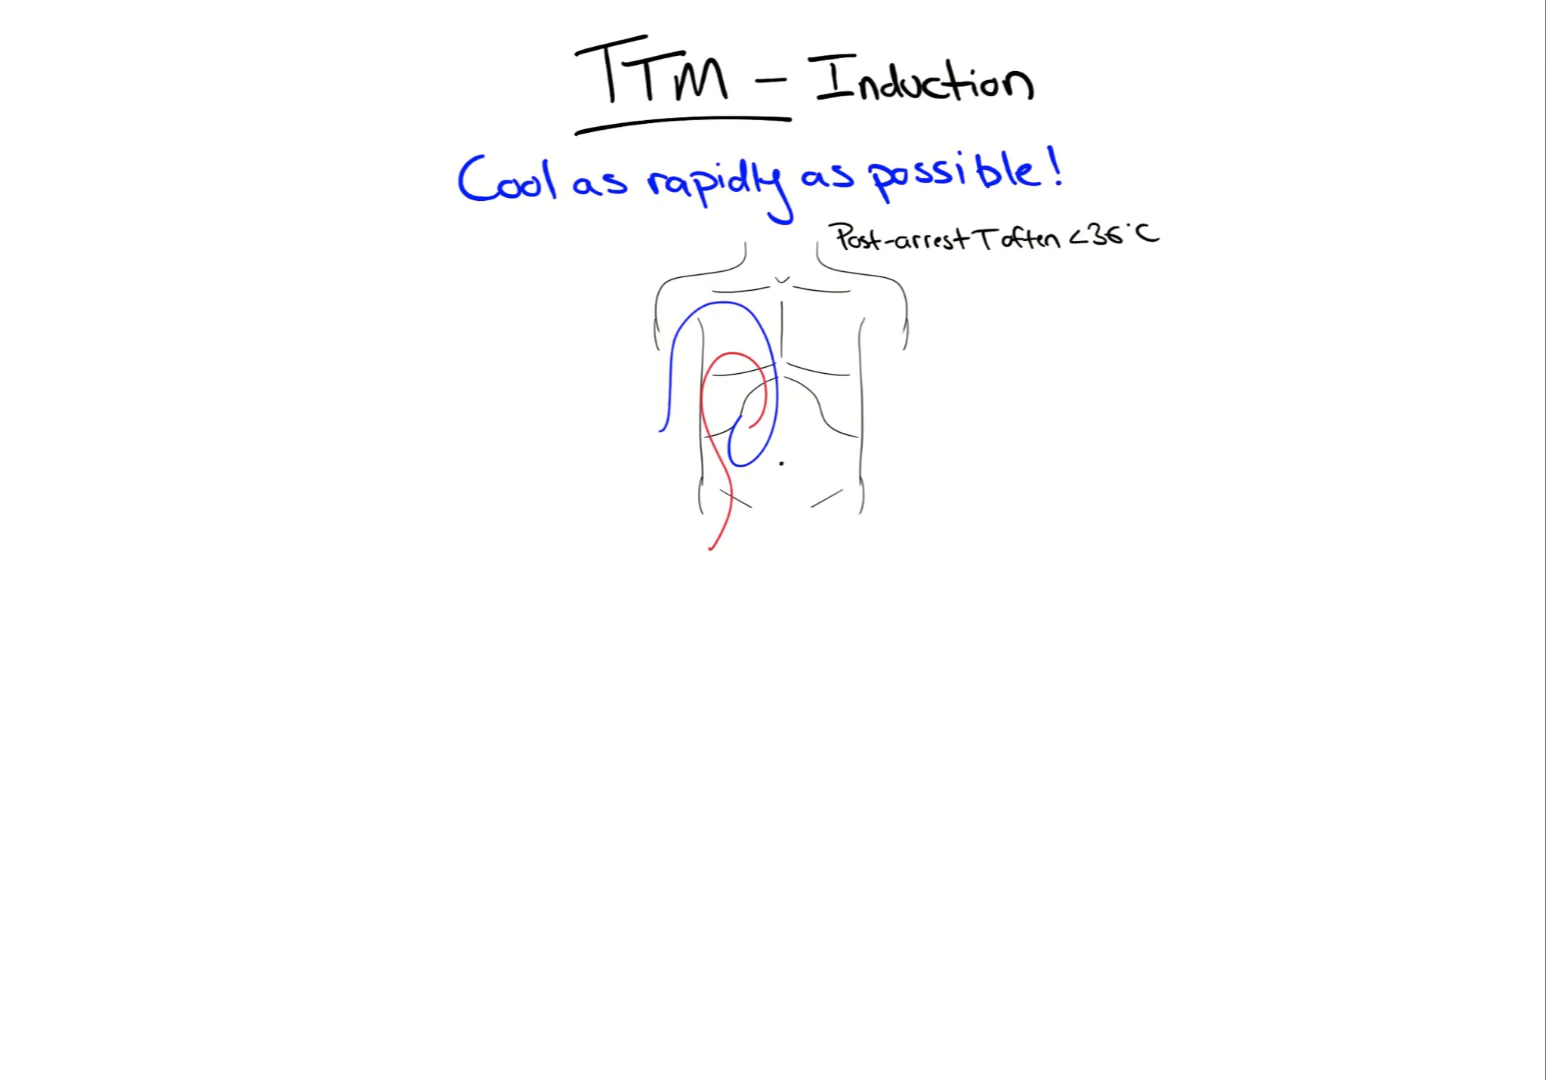 TTM - Induction
Cool as rapidly as possible!
Post-arrest T often <36°C